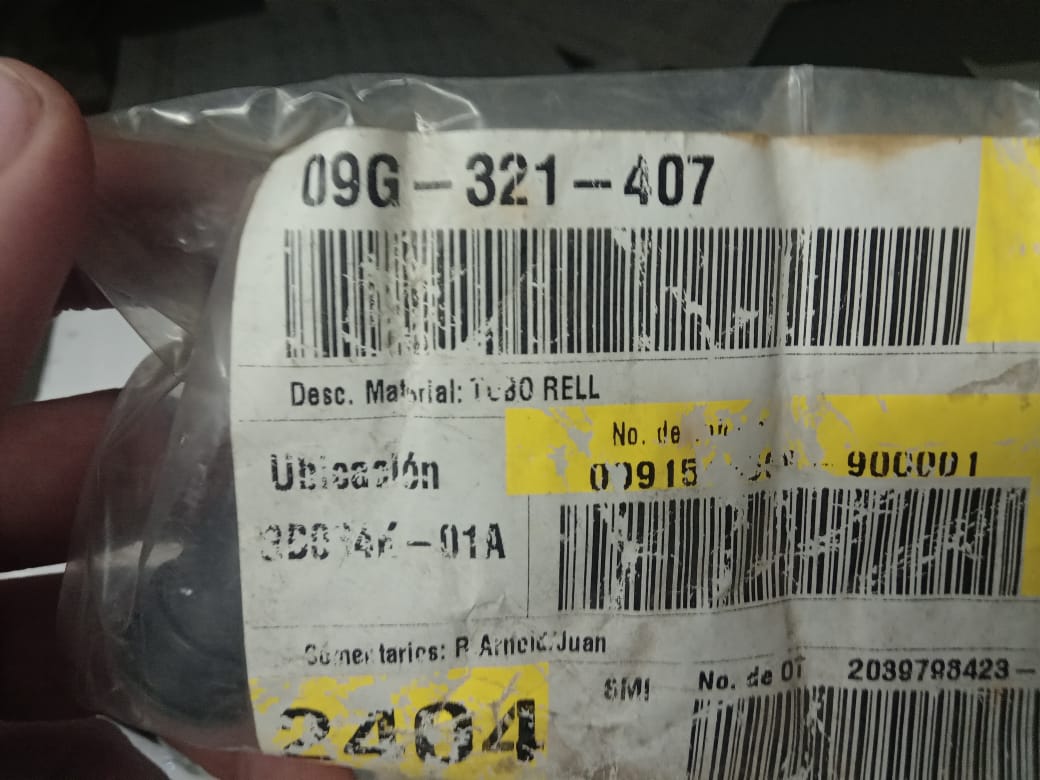 09G-321-407
Desc. Material: TUBO RELL
No. de
Ubicación
900001
-01A
Comentarios: R Arnold/Juan
SMI
No. de OT
2039798423-
2404